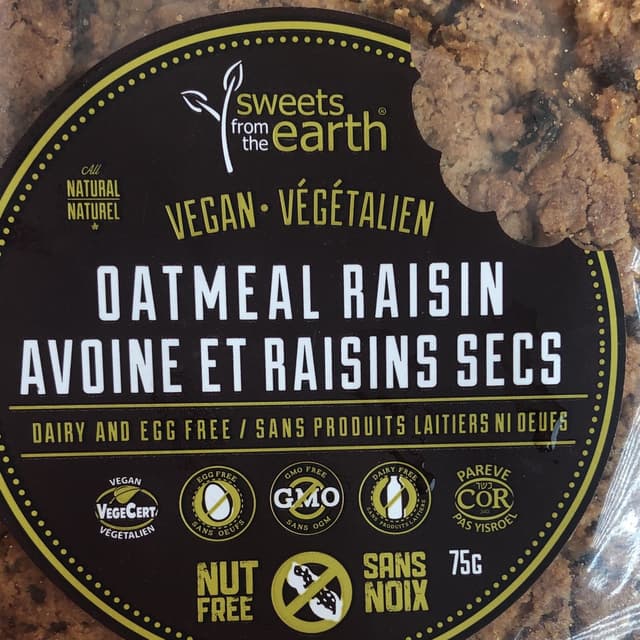 sweets
from
the earth®
All
NATURAL
NATUREL
*
VEGAN • VÉGÉTALIEN
OATMEAL RAISIN
AVOINE ET RAISINS SECS
DAIRY AND EGG FREE / SANS PRODUITS LAITIERS NI OEUFS
VEGAN
VEGECERT
VÉGÉTALIEN
EGG FREE
SANS OEUFS
GMO FREE
GMO
SANS OGM
DAIRY FREE
SANS PRODUITS LAITIERS
PAREVE
כשר
COR
PAS YISROEL
NUT
FREE
SANS
NOIX
75G